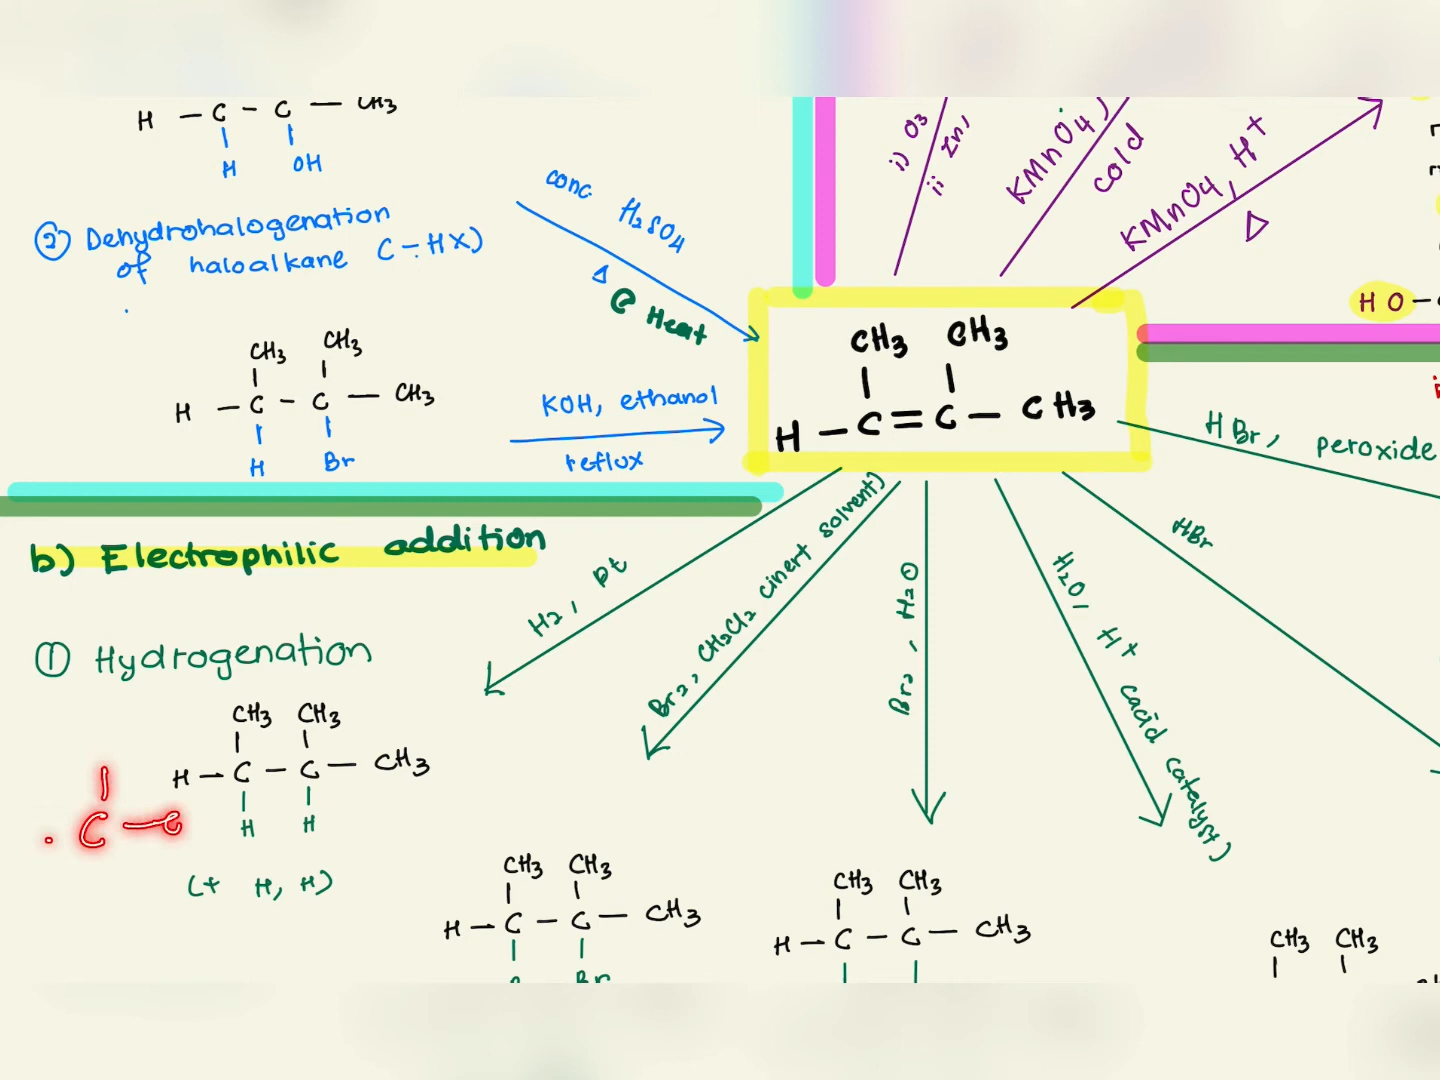 H – C – C – CH3
H OH
② Dehydrohalogenation
of haloalkane (-HX)
CH3 CH3
H – C – C – CH3
H Br
conc H2SO4
Δ @ Heat
KOH, ethanol
reflux
i) O3
ii Zn,
KMnO4,
cold
KMnO4, H+
Δ
HO –
CH3 CH3
H – C = C – CH3
HBr, peroxide
b) Electrophilic addition
① Hydrogenation
CH3 CH3
H – C – C – CH3
H H
(+ H, H)
C – C
H2, Pt
Br2, CH2Cl2 (inert solvent)
Br2, H2O
H2O, H+ (acid catalyst)
HBr
CH3 CH3
H – C – C – CH3
Br
CH3 CH3
H – C – C – CH3
CH3 CH3